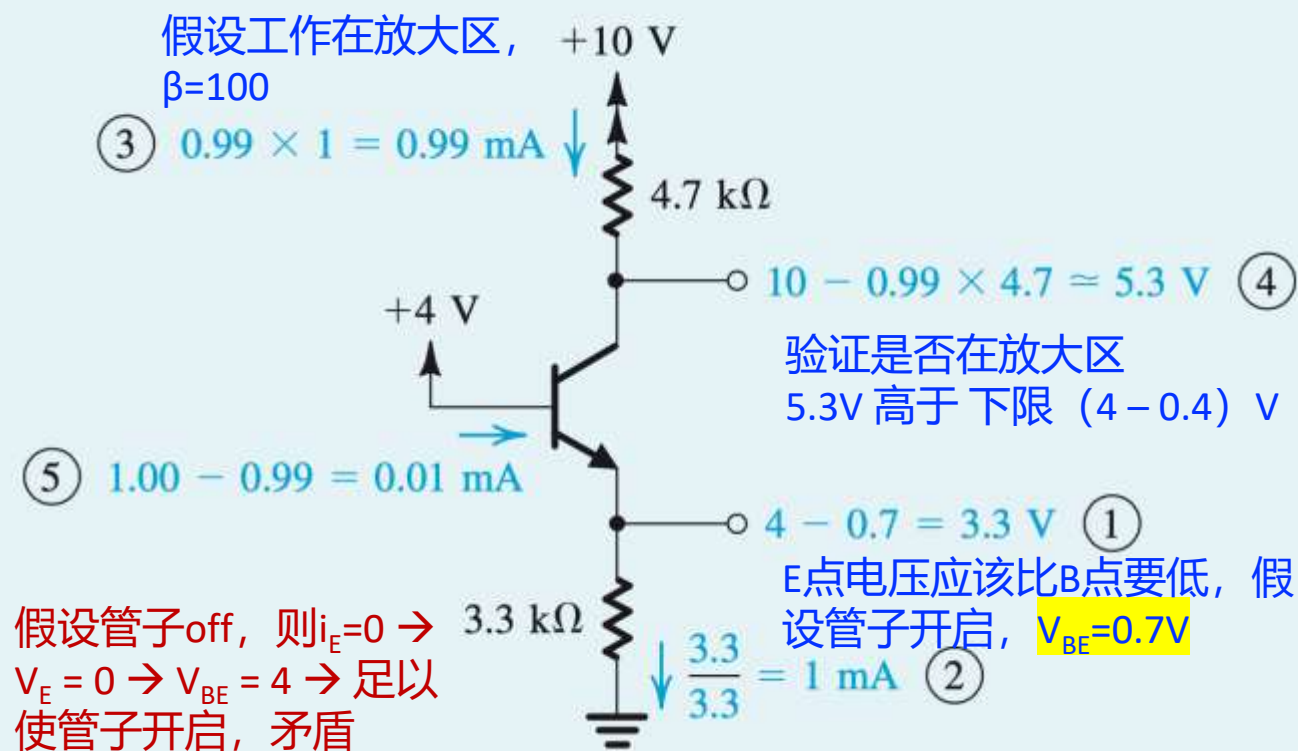 假设工作在放大区，
β=100
+10 V
③ 0.99 × 1 = 0.99 mA
4.7 kΩ
10 − 0.99 × 4.7 ≃ 5.3 V ④
+4 V
验证是否在放大区
5.3V 高于 下限（4 – 0.4）V
⑤ 1.00 − 0.99 = 0.01 mA
4 − 0.7 = 3.3 V ①
E点电压应该比B点要低，假
设管子开启，V_BE=0.7V
3.3 kΩ
3.3/3.3 = 1 mA ②
假设管子off，则i_E=0 →
V_E = 0 → V_BE = 4 → 足以
使管子开启，矛盾